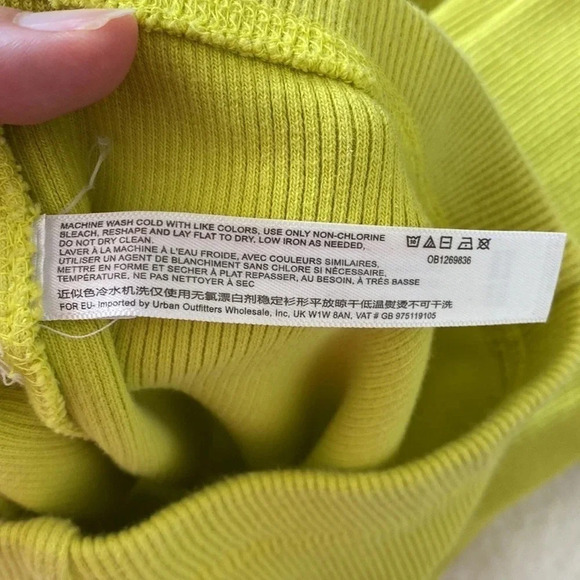 MACHINE WASH COLD WITH LIKE COLORS, USE ONLY NON-CHLORINE
BLEACH, RESHAPE AND LAY FLAT TO DRY, LOW IRON AS NEEDED,
DO NOT DRY CLEAN.
LAVER À LA MACHINE À L'EAU FROIDE, AVEC COULEURS SIMILAIRES,
UTILISER UN AGENT DE BLANCHIMENT SANS CHLORE SI NÉCESSAIRE,
METTRE EN FORME ET SÉCHER À PLAT REPASSER, AU BESOIN, À TRÈS BASSE
TEMPÉRATURE, NE PAS NETTOYER À SEC
近似色冷水机洗仅使用无氯漂白剂稳定衫形平放晾干低温熨烫不可干洗
FOR EU- Imported by Urban Outfitters Wholesale, Inc, UK W1W 8AN, VAT # GB 975119105
OB1269836